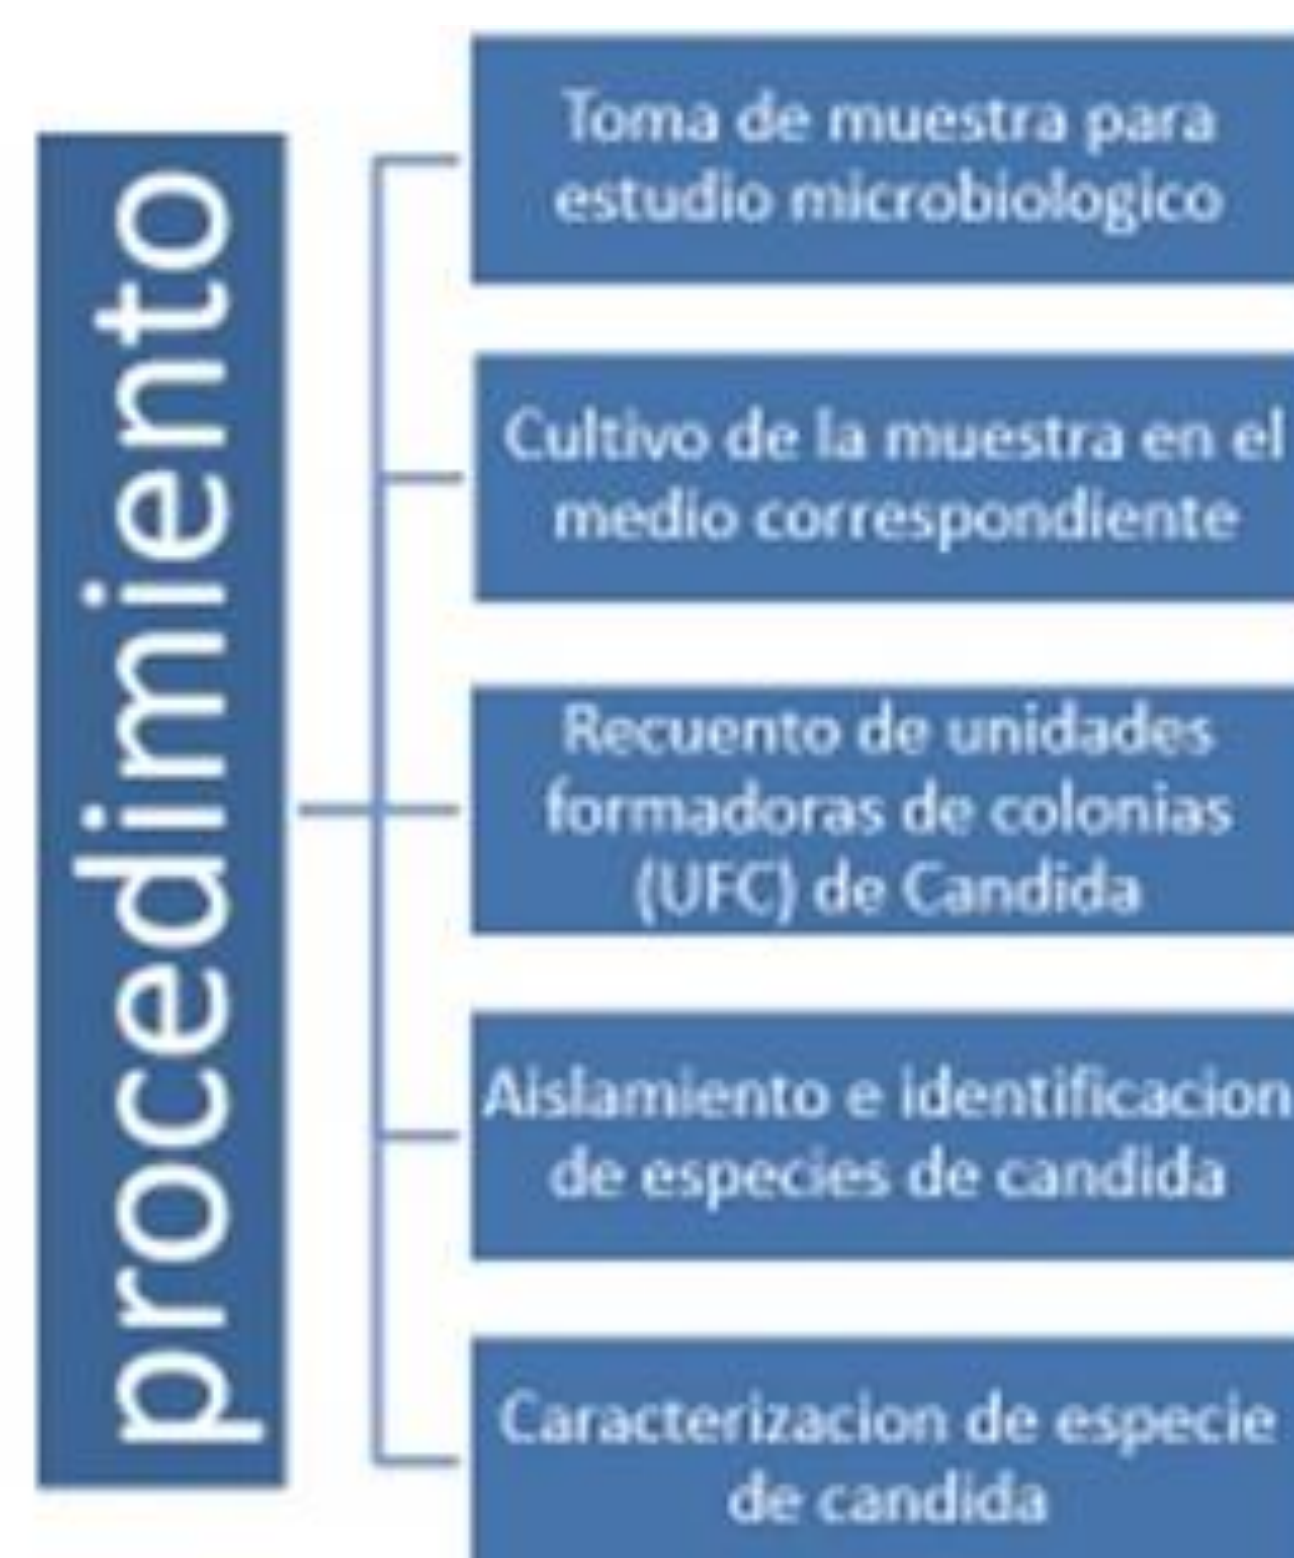 procedimiento
Toma de muestra para
estudio microbiologico
Cultivo de la muestra en el
medio correspondiente
Recuento de unidades
formadoras de colonias
(UFC) de Candida
Aislamiento e identificacion
de especies de candida
Caracterizacion de especie
de candida